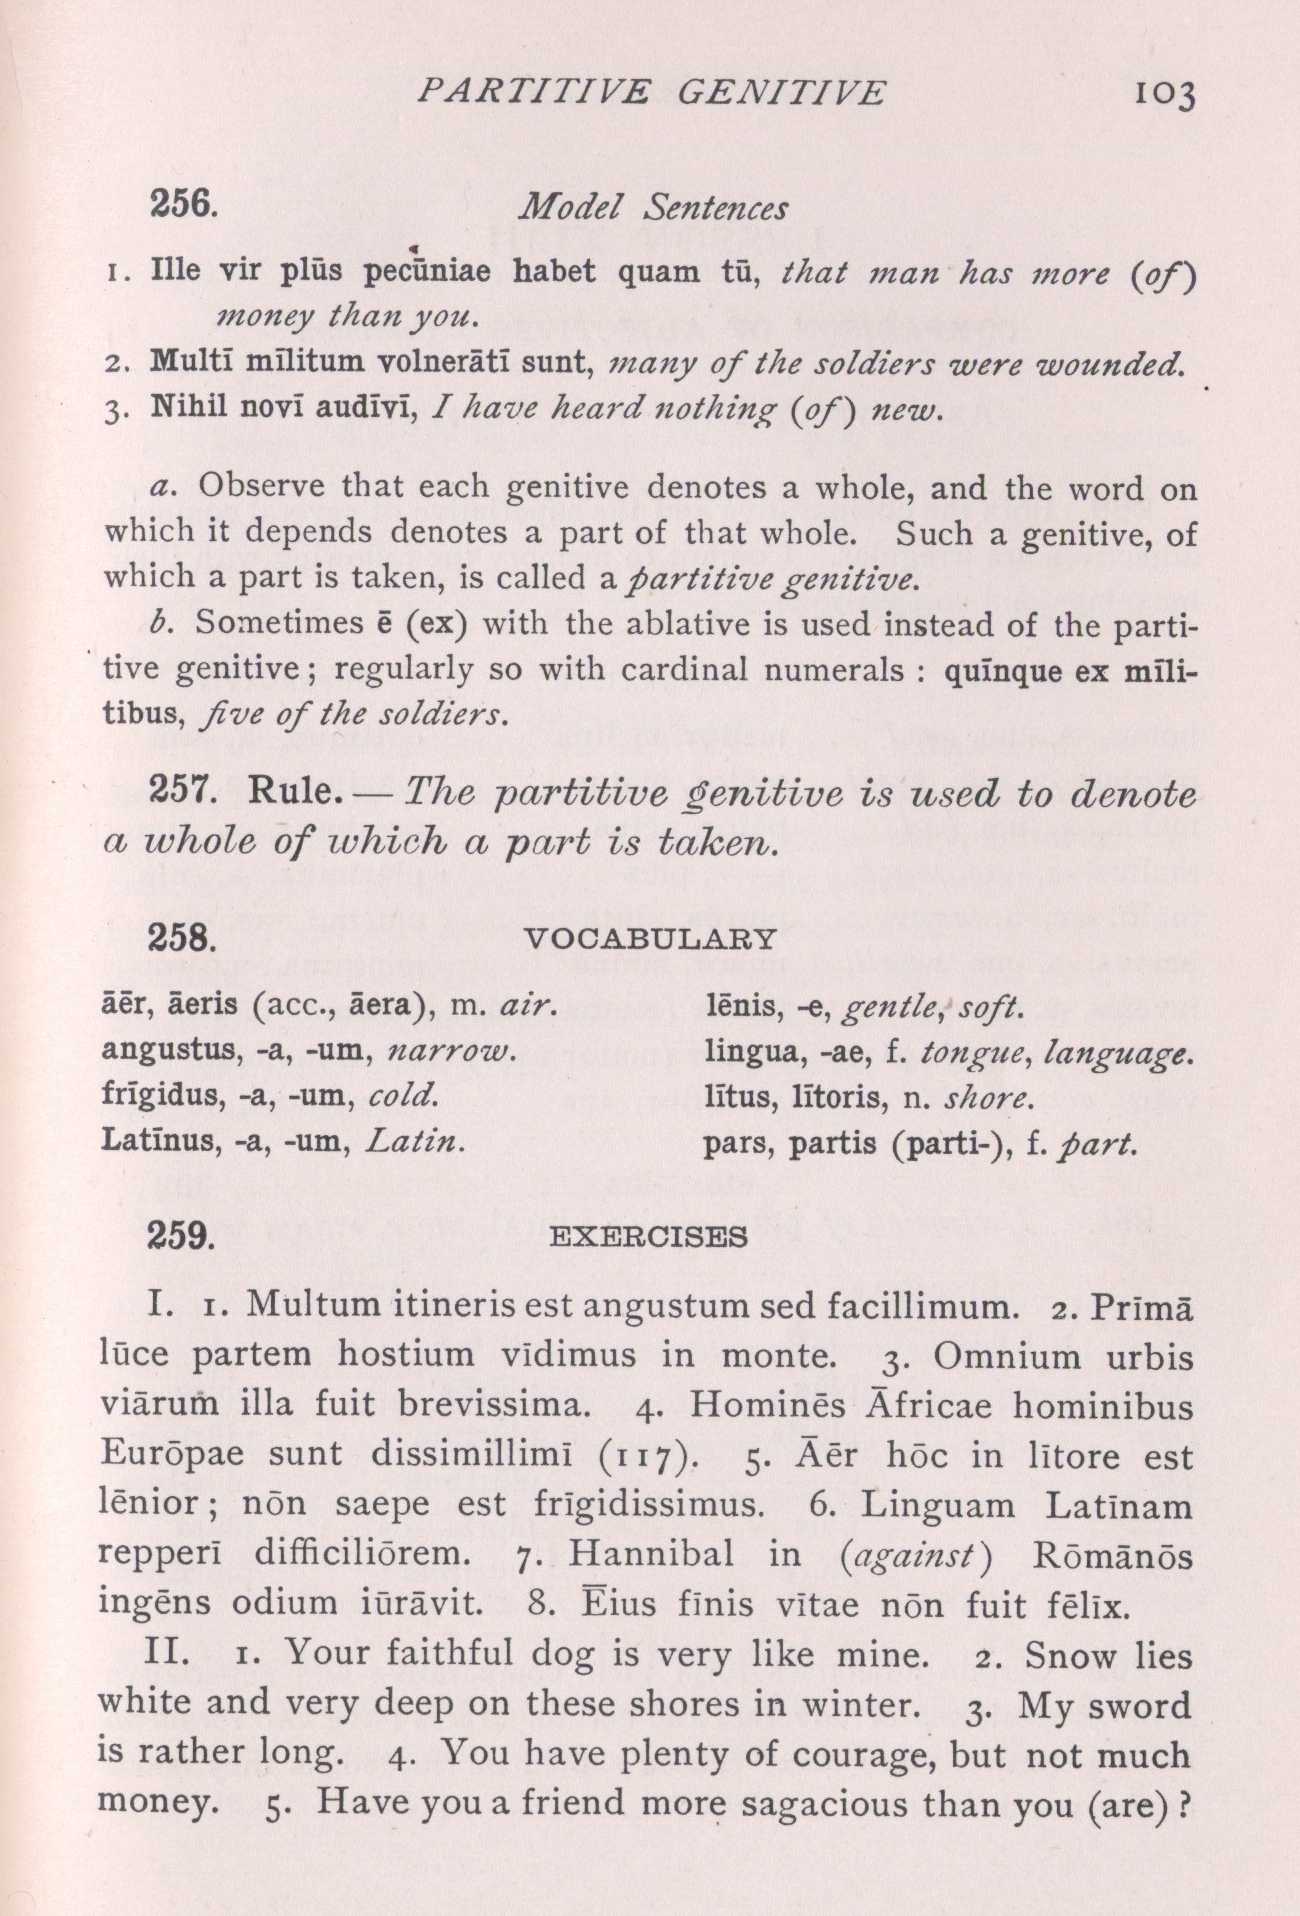 PARTITIVE GENITIVE 103
256. Model Sentences
1. Ille vir plūs pecūniae habet quam tū, that man has more (of)
money than you.
2. Multī mīlitum volnerātī sunt, many of the soldiers were wounded.
3. Nihil novī audīvī, I have heard nothing (of) new.
a. Observe that each genitive denotes a whole, and the word on
which it depends denotes a part of that whole. Such a genitive, of
which a part is taken, is called a partitive genitive.
b. Sometimes ē (ex) with the ablative is used instead of the parti-
tive genitive; regularly so with cardinal numerals: quīnque ex mīli-
tibus, five of the soldiers.
257. Rule.—The partitive genitive is used to denote
a whole of which a part is taken.
258. VOCABULARY
āēr, āeris (acc., āera), m. air.
angustus, -a, -um, narrow.
frīgidus, -a, -um, cold.
Latīnus, -a, -um, Latin.
lēnis, -e, gentle, soft.
lingua, -ae, f. tongue, language.
lītus, lītoris, n. shore.
pars, partis (parti-), f. part.
259. EXERCISES
I. 1. Multum itineris est angustum sed facillimum. 2. Prīmā
lūce partem hostium vīdimus in monte. 3. Omnium urbis
viārum illa fuit brevissima. 4. Hominēs Āfricae hominibus
Eurōpae sunt dissimillimī (117). 5. Āēr hōc in lītore est
lēnior; nōn saepe est frīgidissimus. 6. Linguam Latīnam
repperī difficiliōrem. 7. Hannibal in (against) Rōmānōs
ingēns odium iūrāvit. 8. Ēius fīnis vītae nōn fuit fēlīx.
II. 1. Your faithful dog is very like mine. 2. Snow lies
white and very deep on these shores in winter. 3. My sword
is rather long. 4. You have plenty of courage, but not much
money. 5. Have you a friend more sagacious than you (are)?